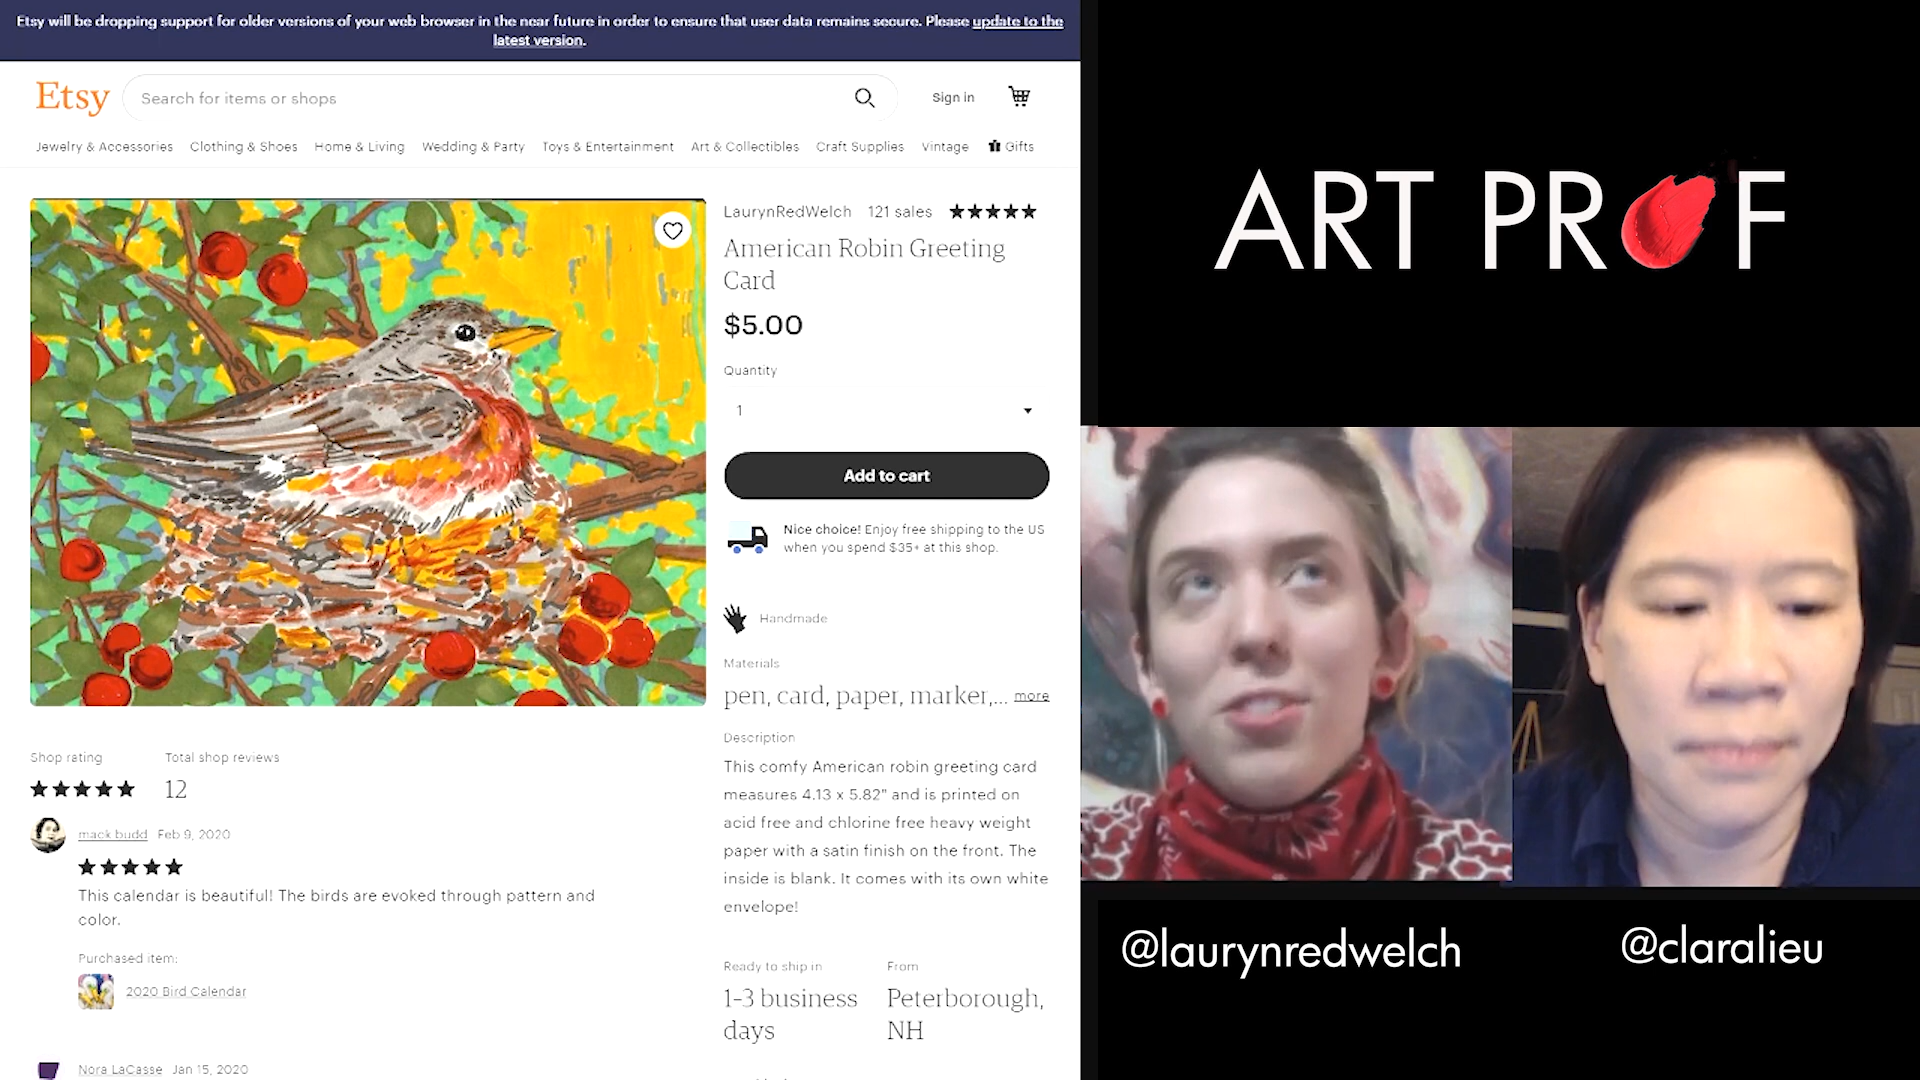 Etsy will be dropping support for older versions of your web browser in the near future in order to ensure that user data remains secure. Please update to the
latest version.
Etsy
Search for items or shops
Sign in
Jewelry & Accessories
Clothing & Shoes
Home & Living
Wedding & Party
Toys & Entertainment
Art & Collectibles
Craft Supplies
Vintage
Gifts
LaurynRedWelch 121 sales
American Robin Greeting
Card
$5.00
Quantity
1
Add to cart
Nice choice! Enjoy free shipping to the US
when you spend $35+ at this shop.
Handmade
Materials
pen, card, paper, marker,... more
Description
This comfy American robin greeting card
measures 4.13 x 5.82" and is printed on
acid free and chlorine free heavy weight
paper with a satin finish on the front. The
inside is blank. It comes with its own white
envelope!
Ready to ship in
1-3 business
days
From
Peterborough,
NH
Shop rating
Total shop reviews
12
mack budd Feb 9, 2020
This calendar is beautiful! The birds are evoked through pattern and
color.
Purchased item:
2020 Bird Calendar
Nora LaCasse Jan 15, 2020
ART PROOF
@laurynredwelch
@claralieu